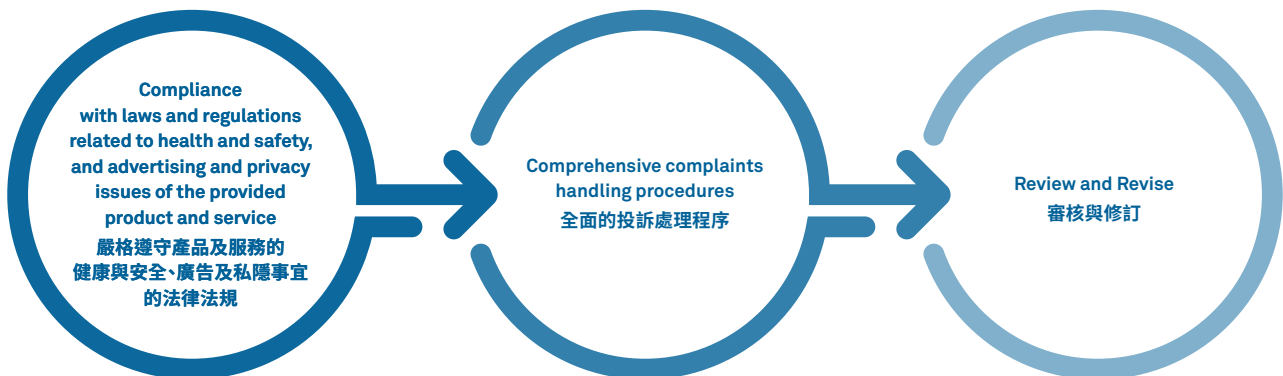 Compliance
with laws and regulations
related to health and safety,
and advertising and privacy
issues of the provided
product and service
嚴格遵守產品及服務的
健康與安全、廣告及私隱事宜
的法律法規
Comprehensive complaints
handling procedures
全面的投訴處理程序
Review and Revise
審核與修訂